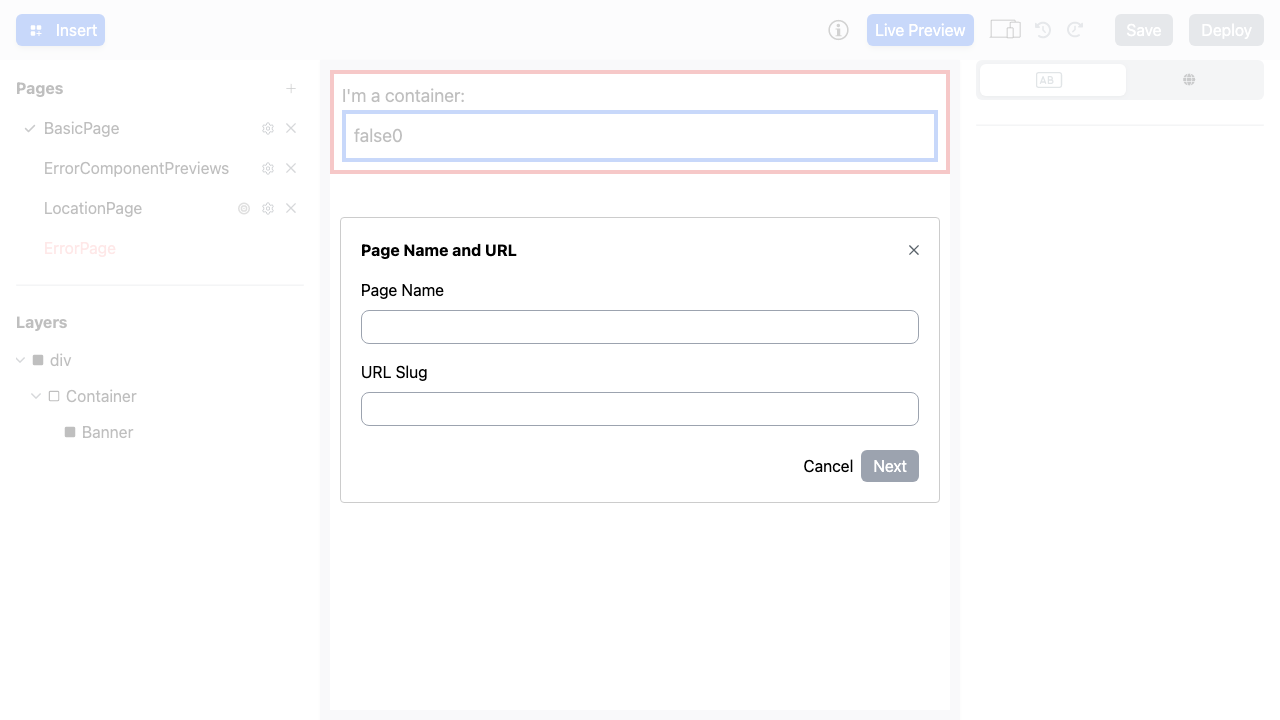 Insert
Live Preview
Save
Deploy
Pages
BasicPage
ErrorComponentPreviews
LocationPage
ErrorPage
Layers
div
Container
Banner
I'm a container:
false0
Page Name and URL
Page Name
URL Slug
Cancel
Next
AB